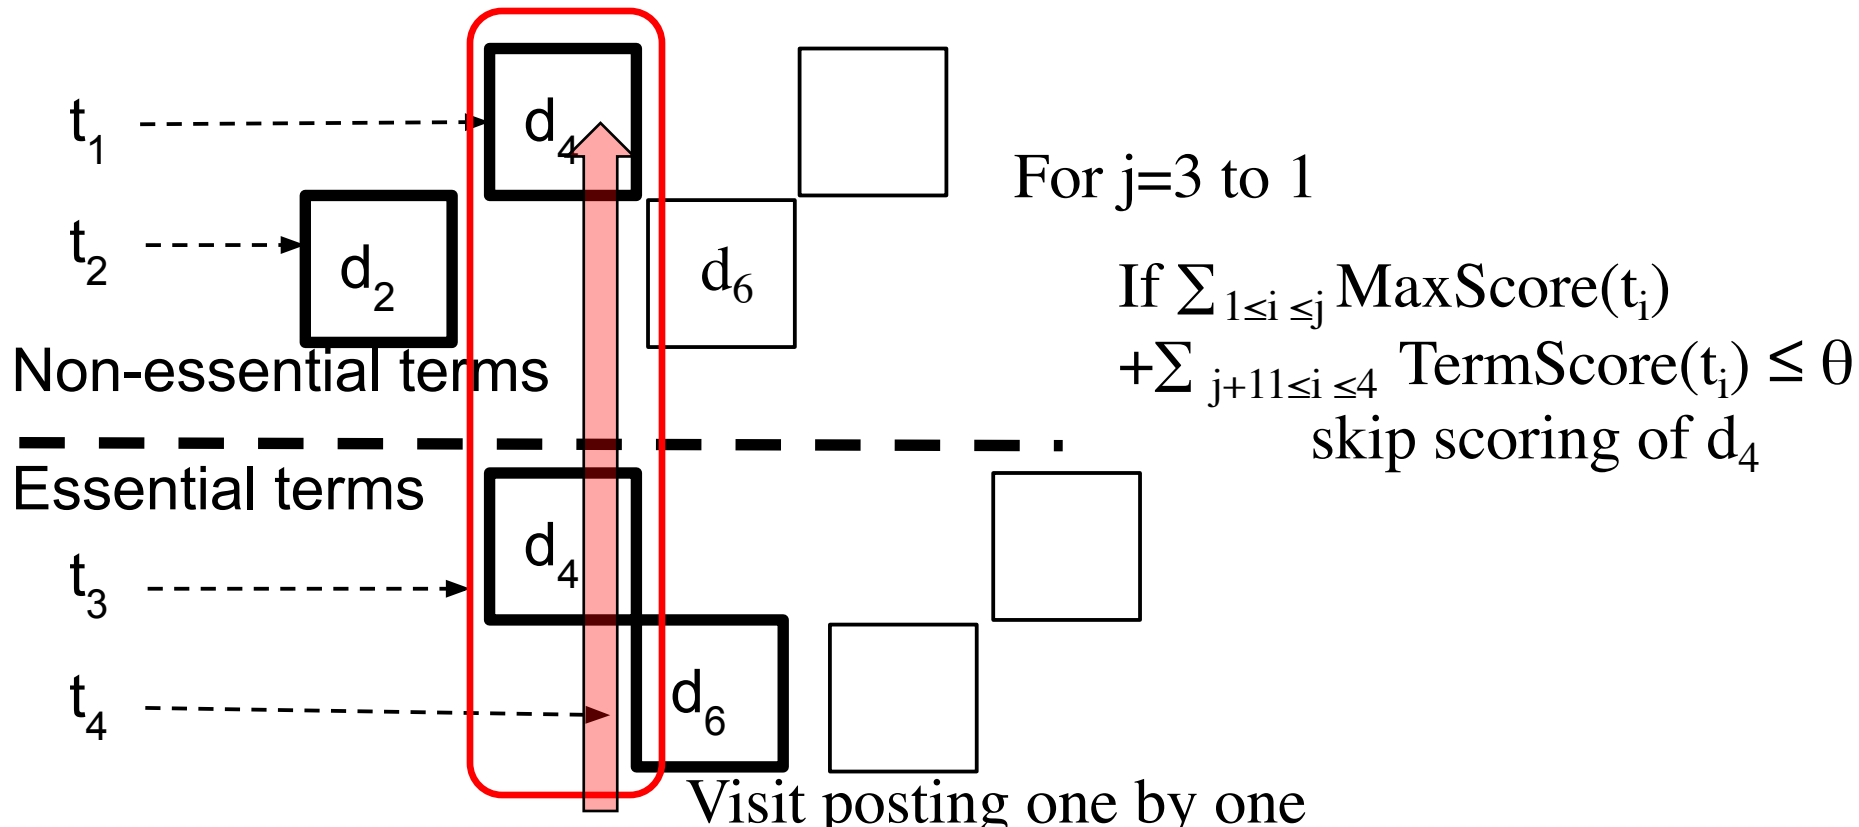 t₁ d₄
For j=3 to 1
t₂ d₂ d₆
If ∑ 1≤i ≤j MaxScore(tᵢ)
+∑ j+11≤i ≤4 TermScore(tᵢ) ≤ θ
Non-essential terms
skip scoring of d₄
Essential terms
t₃ d₄
t₄ d₆
Visit posting one by one